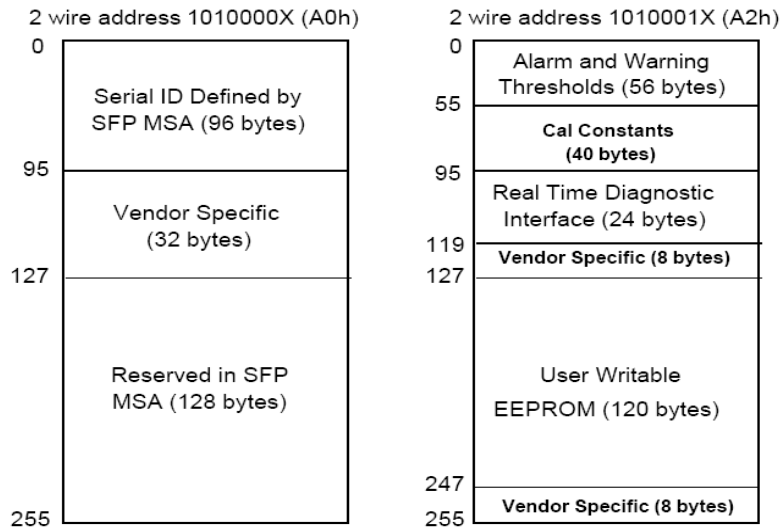 2 wire address 1010000X (A0h)
0
Serial ID Defined by
SFP MSA (96 bytes)
95
Vendor Specific
(32 bytes)
127
Reserved in SFP
MSA (128 bytes)
255
2 wire address 1010001X (A2h)
0
Alarm and Warning
Thresholds (56 bytes)
55
Cal Constants
(40 bytes)
95
Real Time Diagnostic
Interface (24 bytes)
119
Vendor Specific (8 bytes)
127
User Writable
EEPROM (120 bytes)
247
Vendor Specific (8 bytes)
255